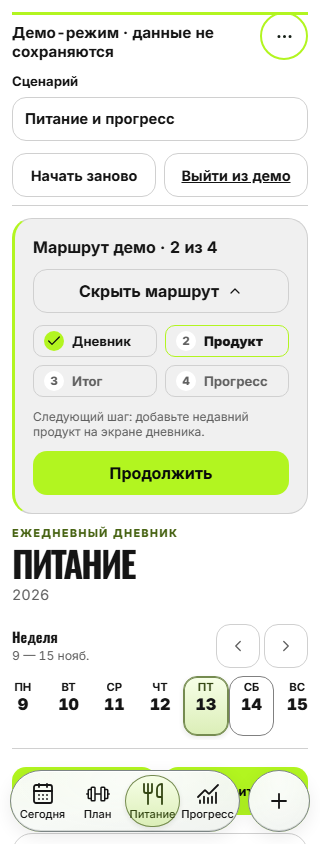 Демо-режим · данные не
сохраняются
Сценарий
Питание и прогресс
Начать заново
Выйти из демо
Маршрут демо · 2 из 4
Скрыть маршрут
Дневник
2 Продукт
3 Итог
4 Прогресс
Следующий шаг: добавьте недавний
продукт на экране дневника.
Продолжить
ЕЖЕДНЕВНЫЙ ДНЕВНИК
ПИТАНИЕ
2026
Неделя
9 — 15 нояб.
ПН ВТ СР ЧТ ПТ СБ ВС
9 10 11 12 13 14 15
Сегодня План Питание Прогресс